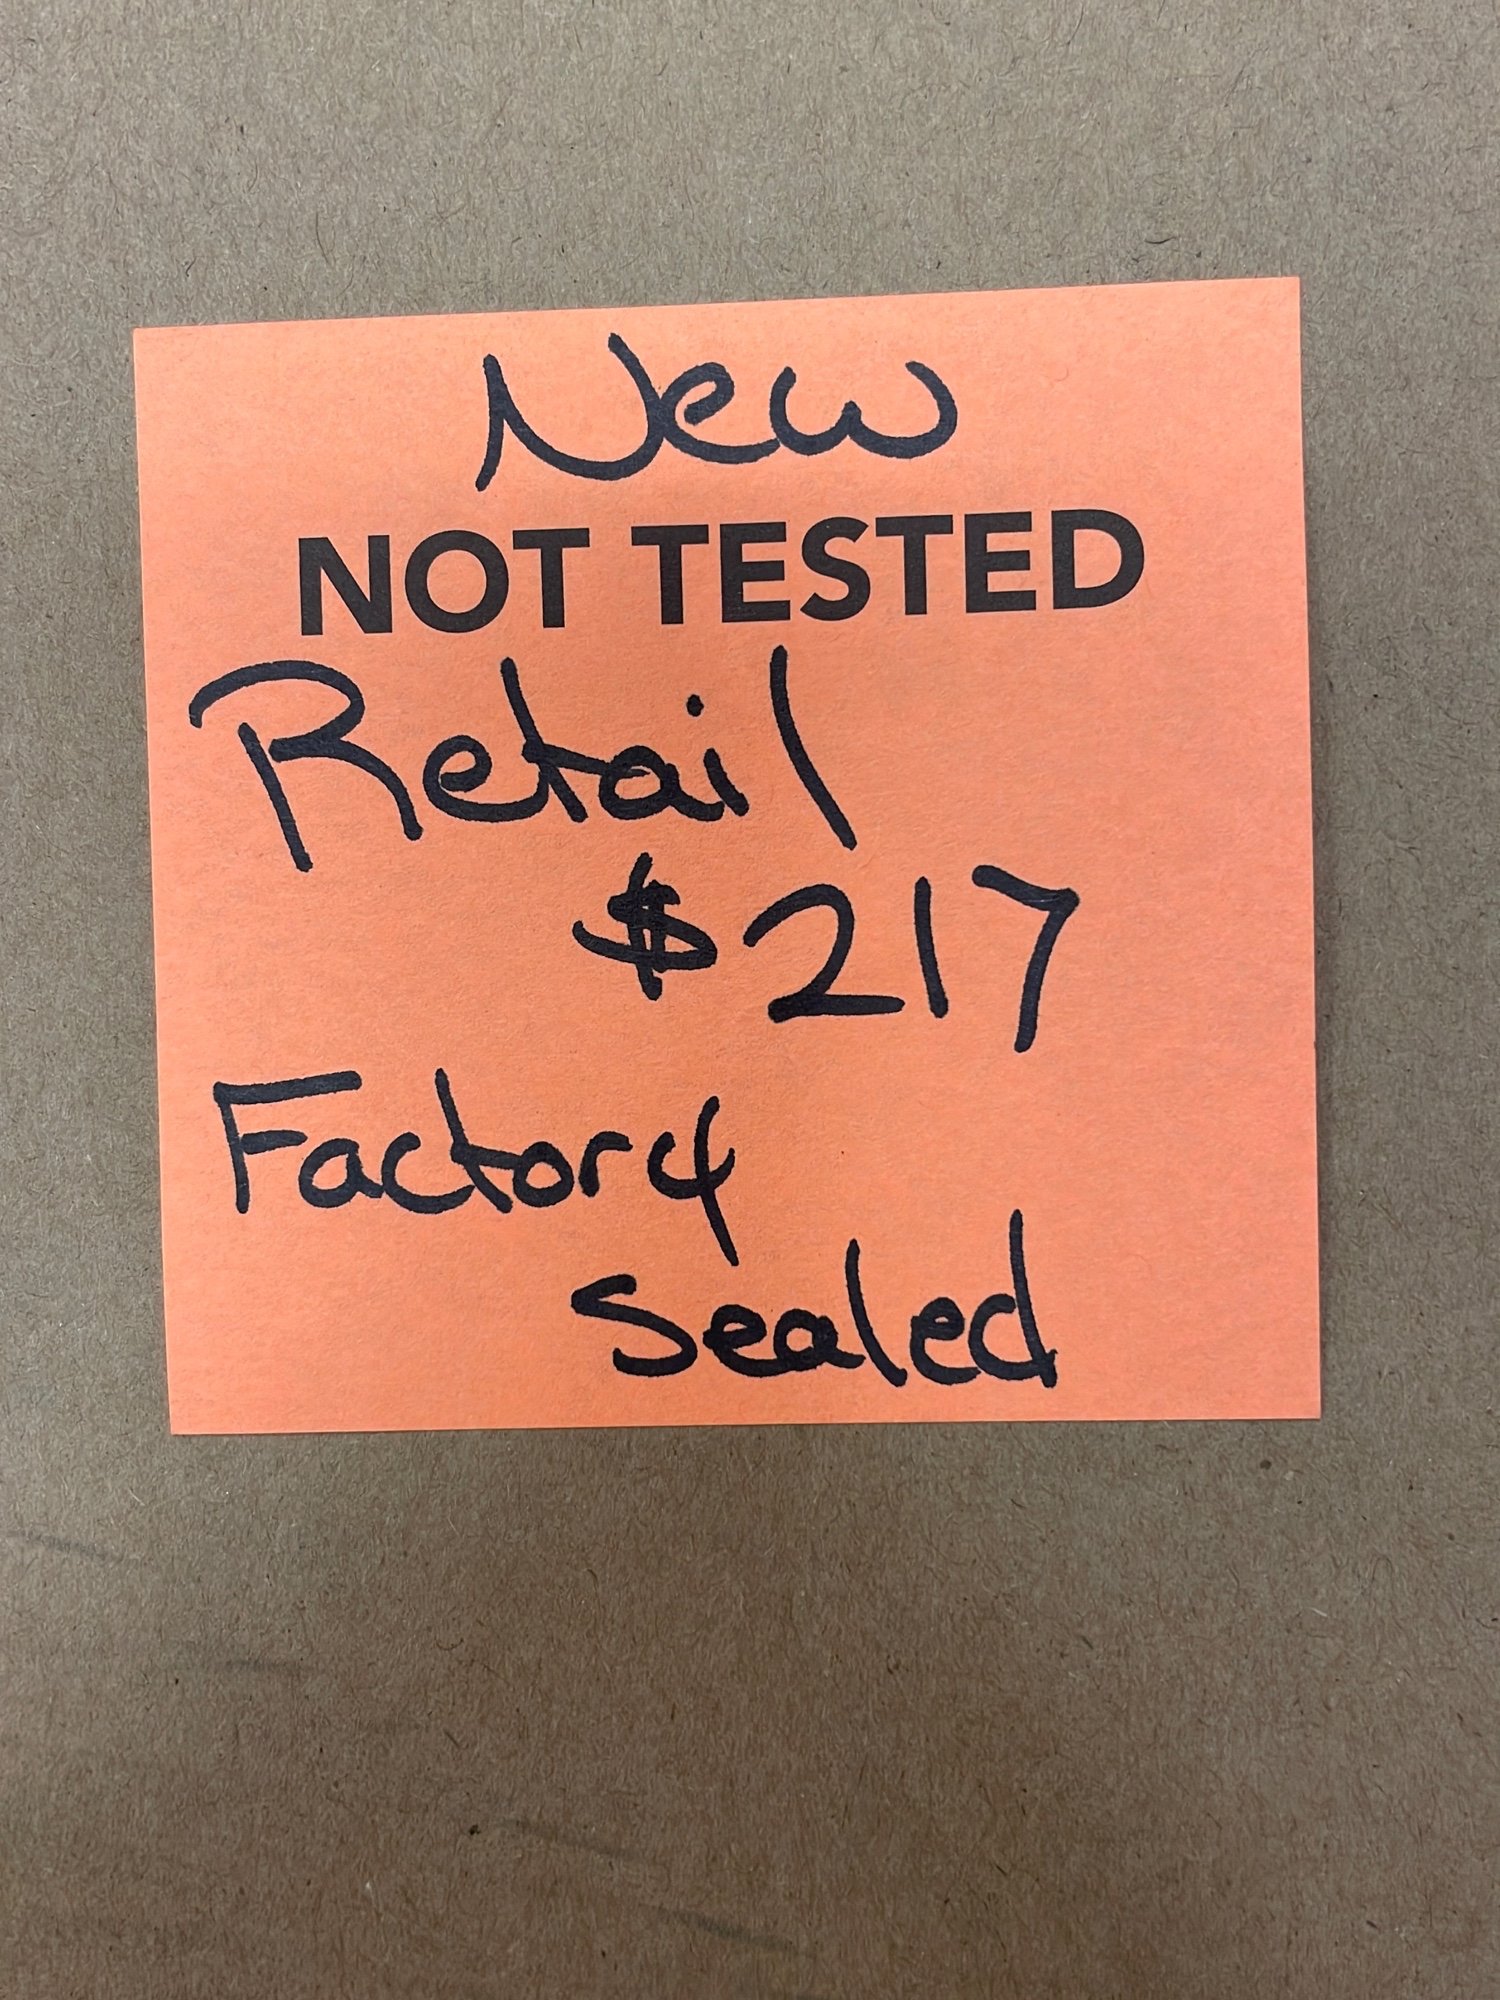 New
NOT TESTED
Retail
$217
Factory
Sealed